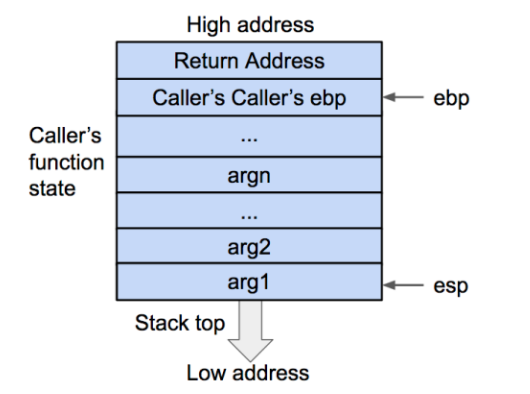 High address
Return Address
Caller's Caller's ebp
ebp
...
Caller's
function
state
argn
...
arg2
arg1
esp
Stack top
Low address